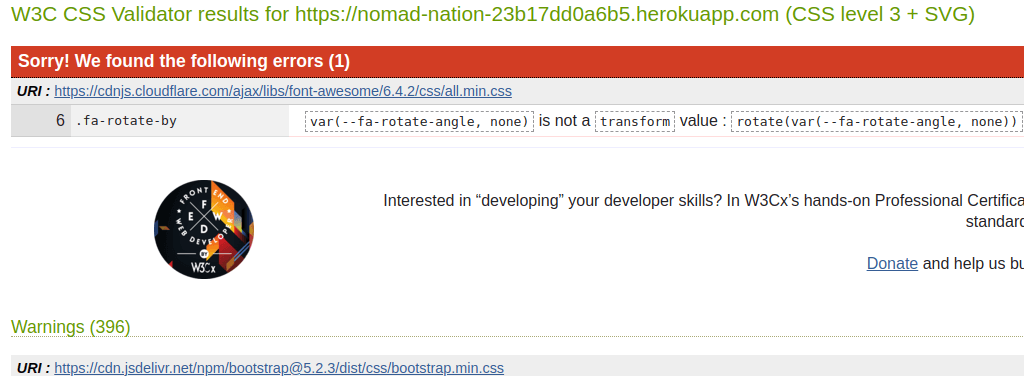 W3C CSS Validator results for https://nomad-nation-23b17dd0a6b5.herokuapp.com (CSS level 3 + SVG)
Sorry! We found the following errors (1)
URI : https://cdnjs.cloudflare.com/ajax/libs/font-awesome/6.4.2/css/all.min.css
6 .fa-rotate-by var(--fa-rotate-angle, none) is not a transform value : rotate(var(--fa-rotate-angle, none))
FRONT END
WEB DEVELOPER
F
E W
D
BY
W3Cx
Interested in “developing” your developer skills? In W3Cx’s hands-on Professional Certifica
standard
Donate and help us bu
Warnings (396)
URI : https://cdn.jsdelivr.net/npm/bootstrap@5.2.3/dist/css/bootstrap.min.css